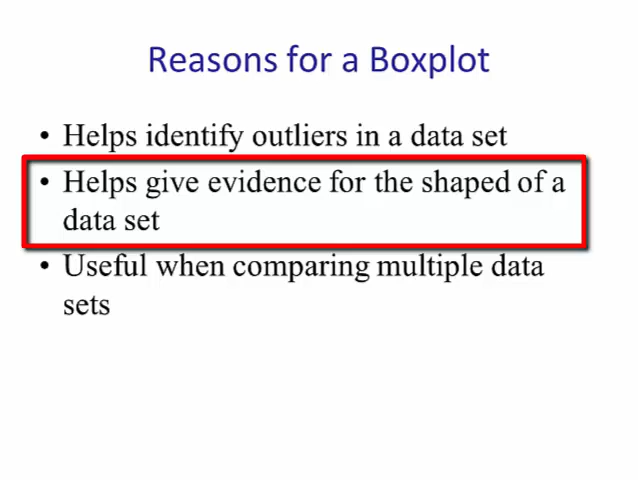 Reasons for a Boxplot
• Helps identify outliers in a data set
• Helps give evidence for the shaped of a
data set
• Useful when comparing multiple data
sets